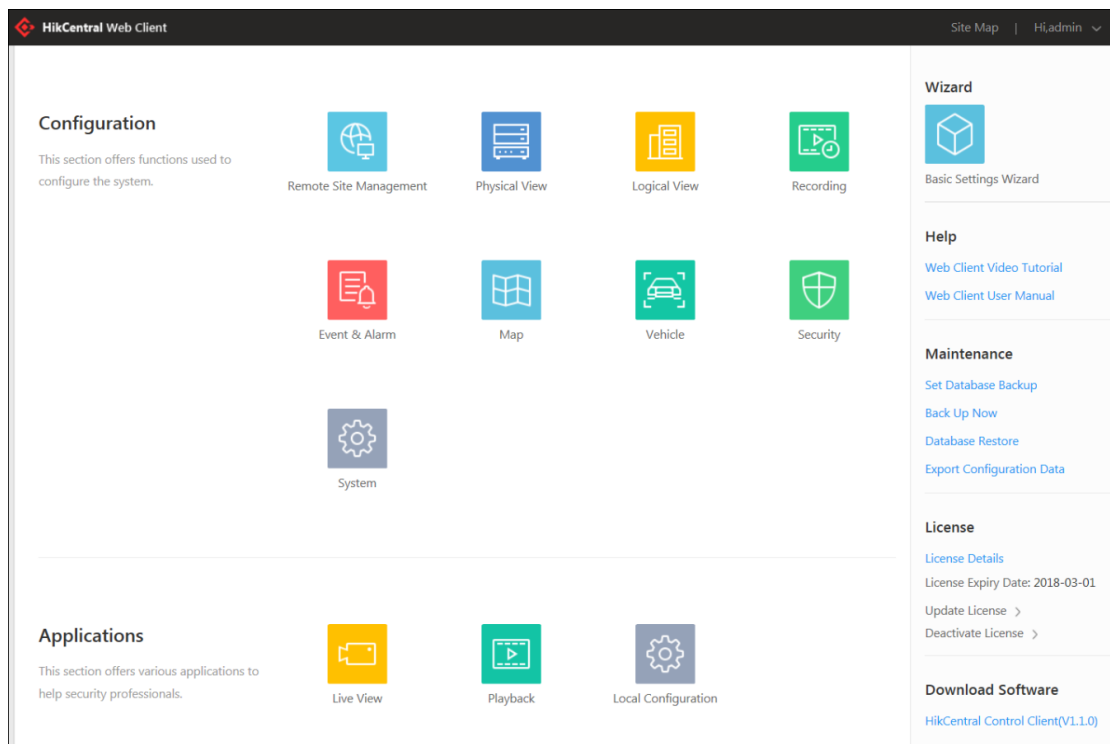 HikCentral Web Client
Site Map | Hi,admin
Configuration
This section offers functions used to
configure the system.
Remote Site Management
Physical View
Logical View
Recording
Event & Alarm
Map
Vehicle
Security
System
Applications
This section offers various applications to
help security professionals.
Live View
Playback
Local Configuration
Wizard
Basic Settings Wizard
Help
Web Client Video Tutorial
Web Client User Manual
Maintenance
Set Database Backup
Back Up Now
Database Restore
Export Configuration Data
License
License Details
License Expiry Date: 2018-03-01
Update License >
Deactivate License >
Download Software
HikCentral Control Client(V1.1.0)